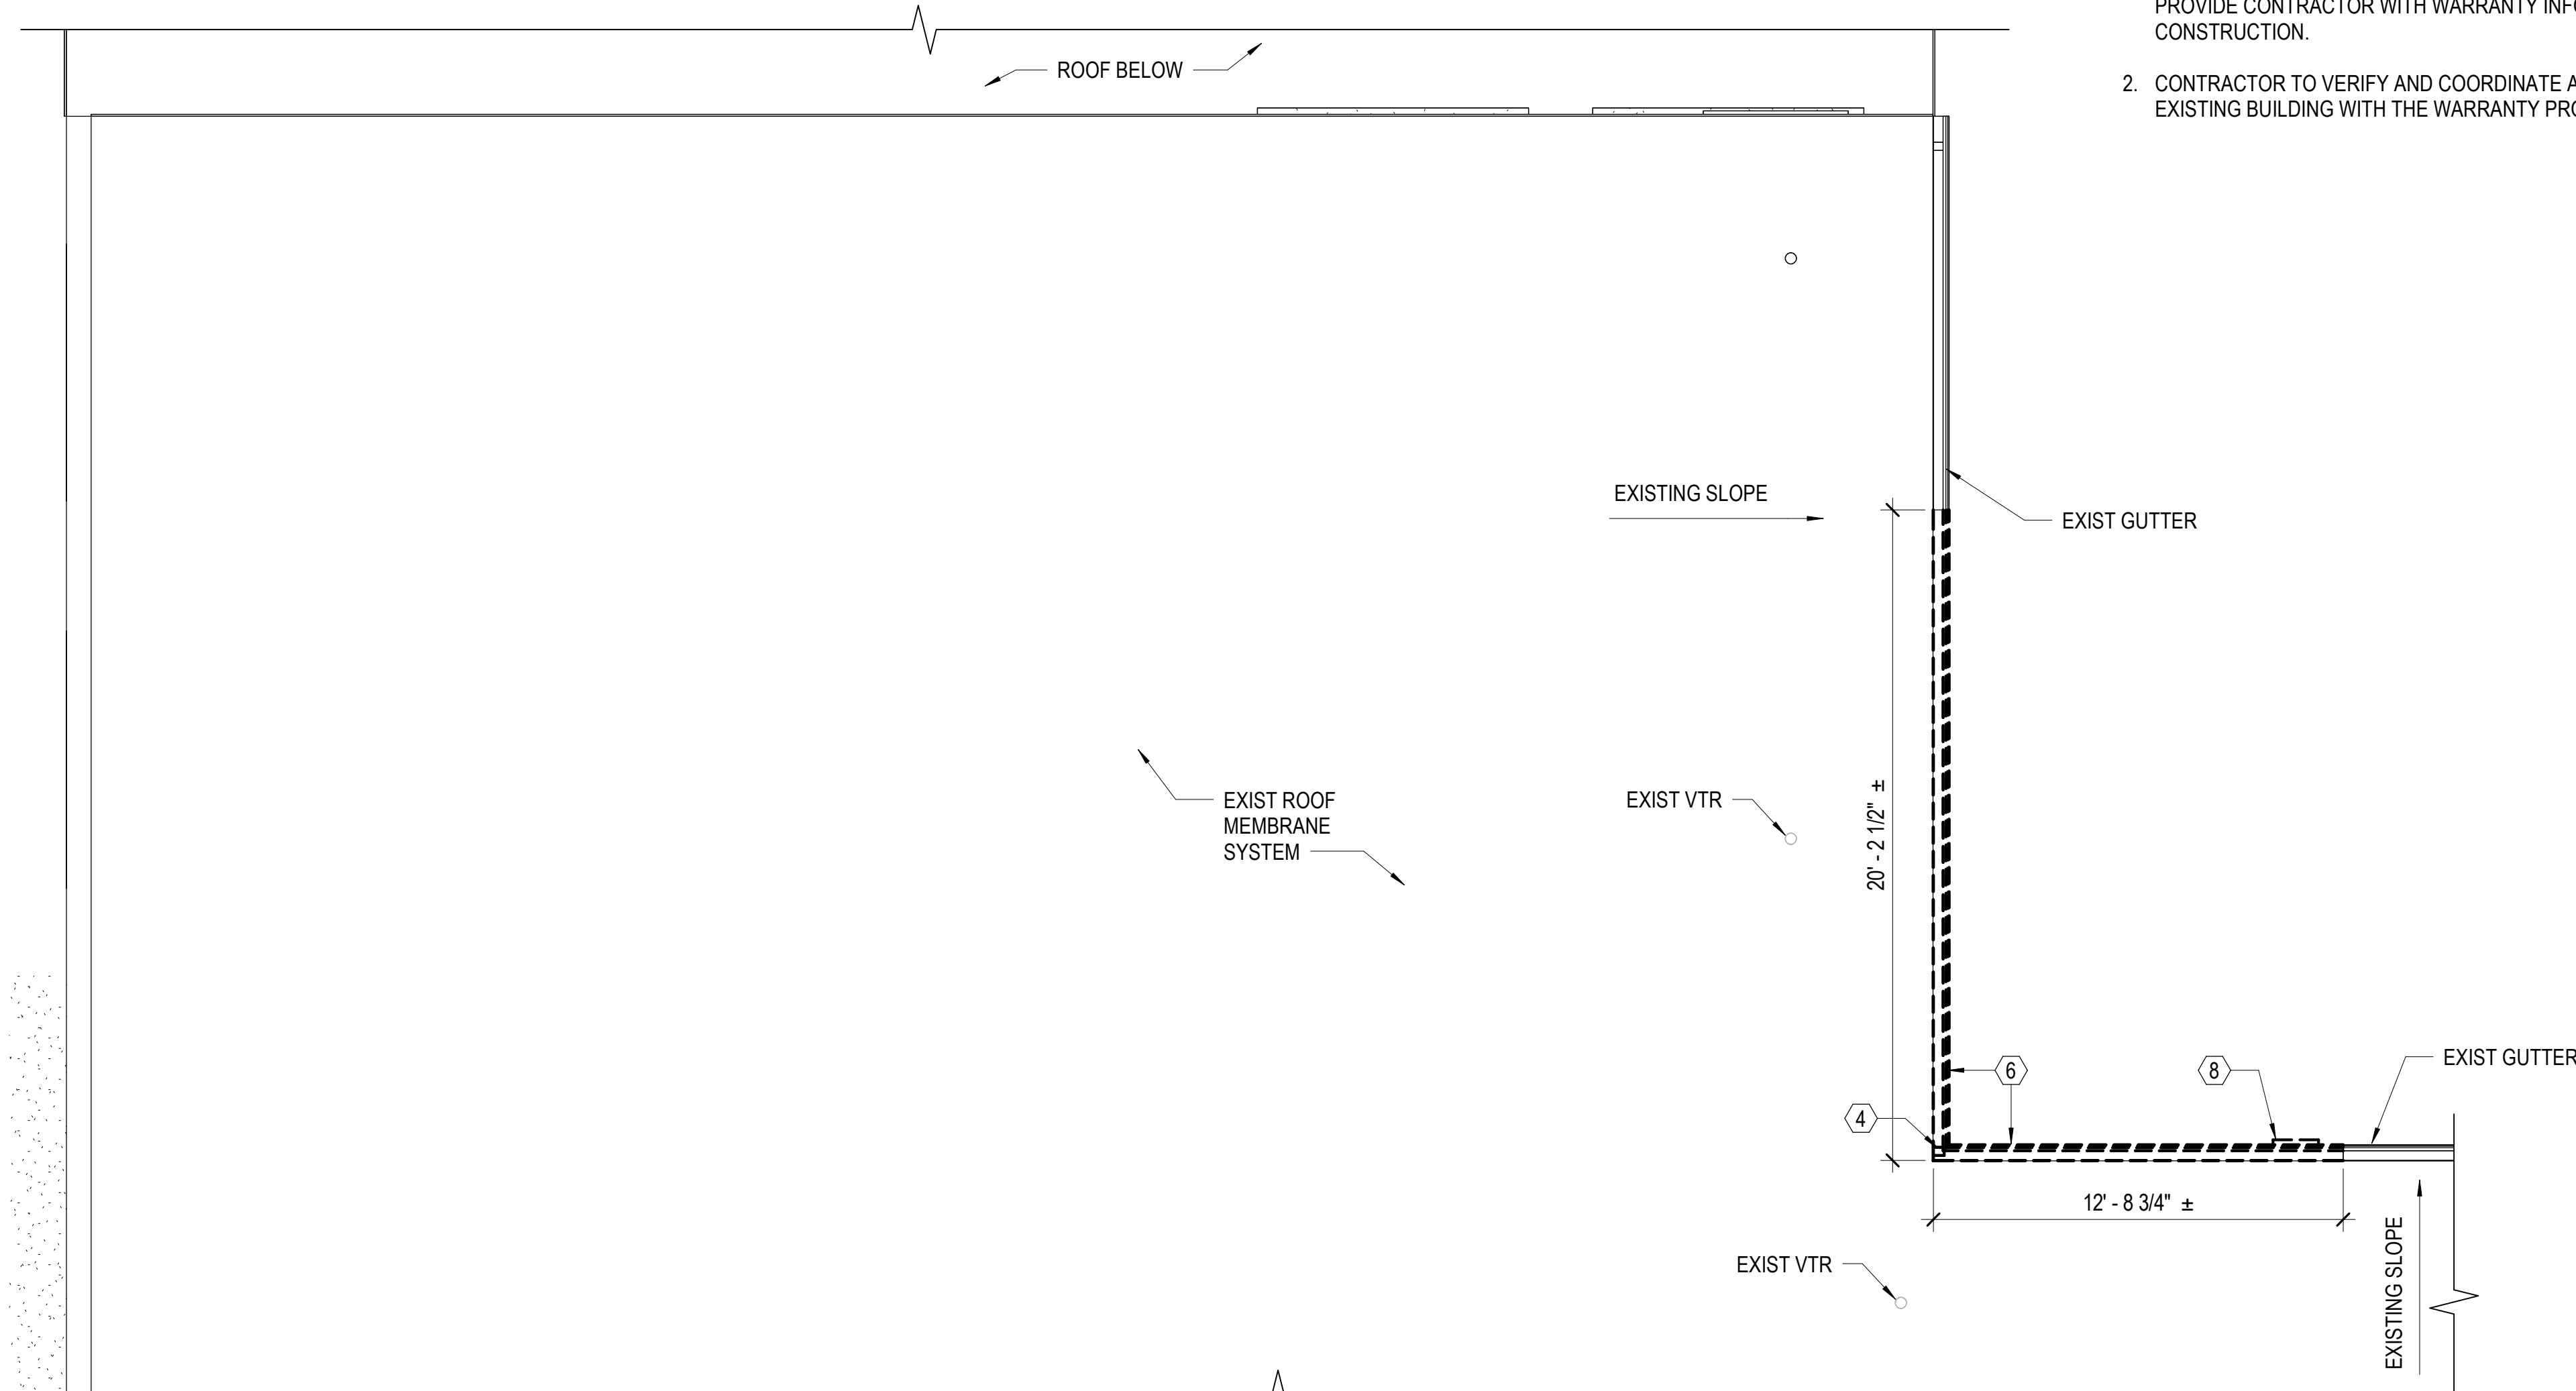 PROVIDE CONTRACTOR WITH WARRANTY
CONSTRUCTION.
2. CONTRACTOR TO VERIFY AND COORDINATE
EXISTING BUILDING WITH THE WARRANTY
ROOF BELOW
EXISTING SLOPE
EXIST GUTTER
EXIST ROOF
MEMBRANE
SYSTEM
EXIST VTR
20' - 2 1/2" ±
6
8
EXIST GUTTER
4
12' - 8 3/4" ±
EXIST VTR
EXISTING SLOPE